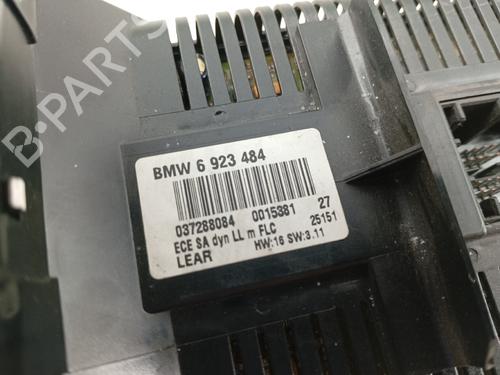 B-PARTS
BMW 6 923 484
037288084 0015381 27
ECE SA dyn LL m FLC 25151
LEAR HW:16 SW:3.11